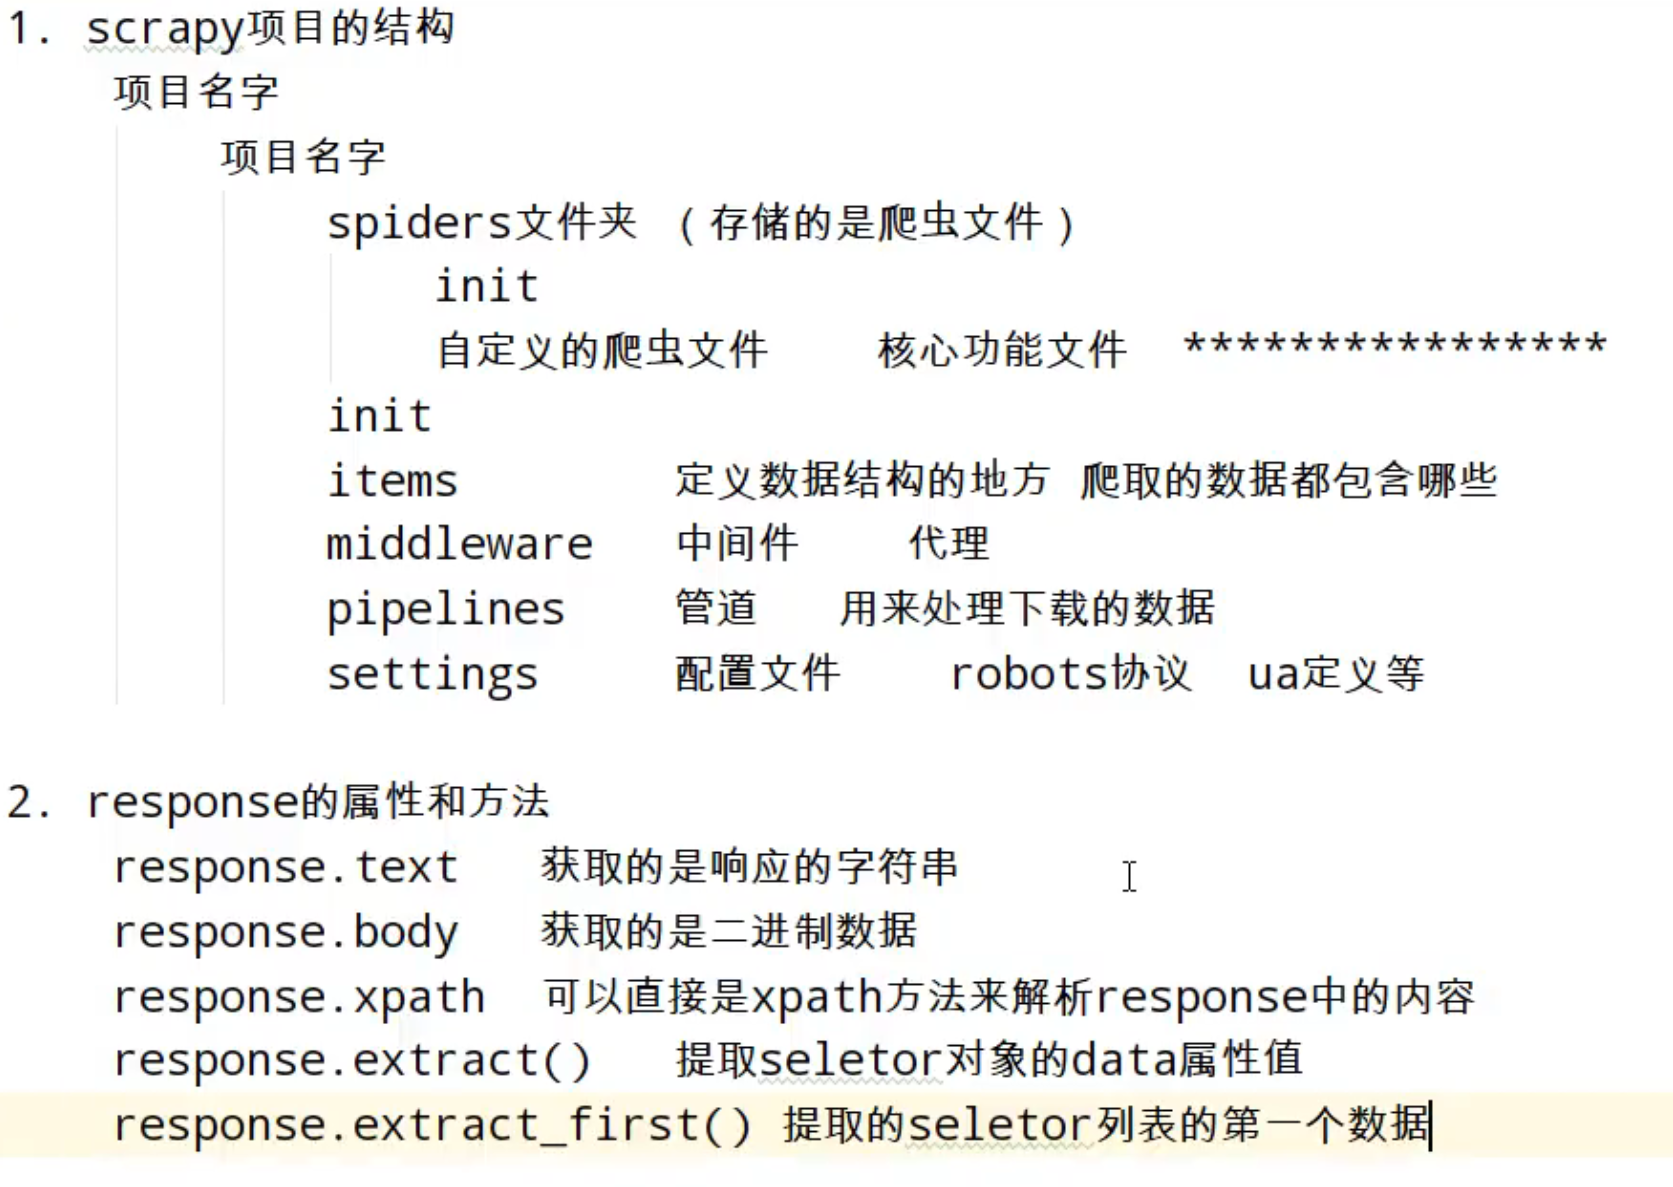 1. scrapy项目的结构
项目名字
项目名字
spiders文件夹 （存储的是爬虫文件）
init
自定义的爬虫文件 核心功能文件 ****************
init
items 定义数据结构的地方 爬取的数据都包含哪些
middleware 中间件 代理
pipelines 管道 用来处理下载的数据
settings 配置文件 robots协议 ua定义等
2. response的属性和方法
response.text 获取的是响应的字符串
response.body 获取的是二进制数据
response.xpath 可以直接是xpath方法来解析response中的内容
response.extract() 提取seletor对象的data属性值
response.extract_first() 提取的seletor列表的第一个数据